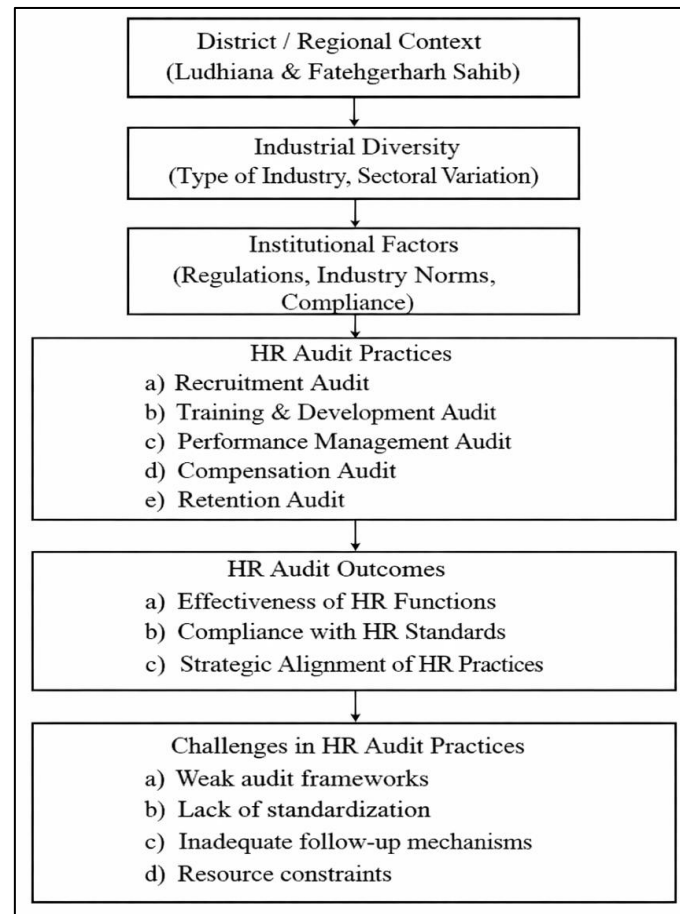 District / Regional Context
(Ludhiana & Fatehgerharh Sahib)
Industrial Diversity
(Type of Industry, Sectoral Variation)
Institutional Factors
(Regulations, Industry Norms,
Compliance)
HR Audit Practices
a) Recruitment Audit
b) Training & Development Audit
c) Performance Management Audit
d) Compensation Audit
e) Retention Audit
HR Audit Outcomes
a) Effectiveness of HR Functions
b) Compliance with HR Standards
c) Strategic Alignment of HR Practices
Challenges in HR Audit Practices
a) Weak audit frameworks
b) Lack of standardization
c) Inadequate follow-up mechanisms
d) Resource constraints